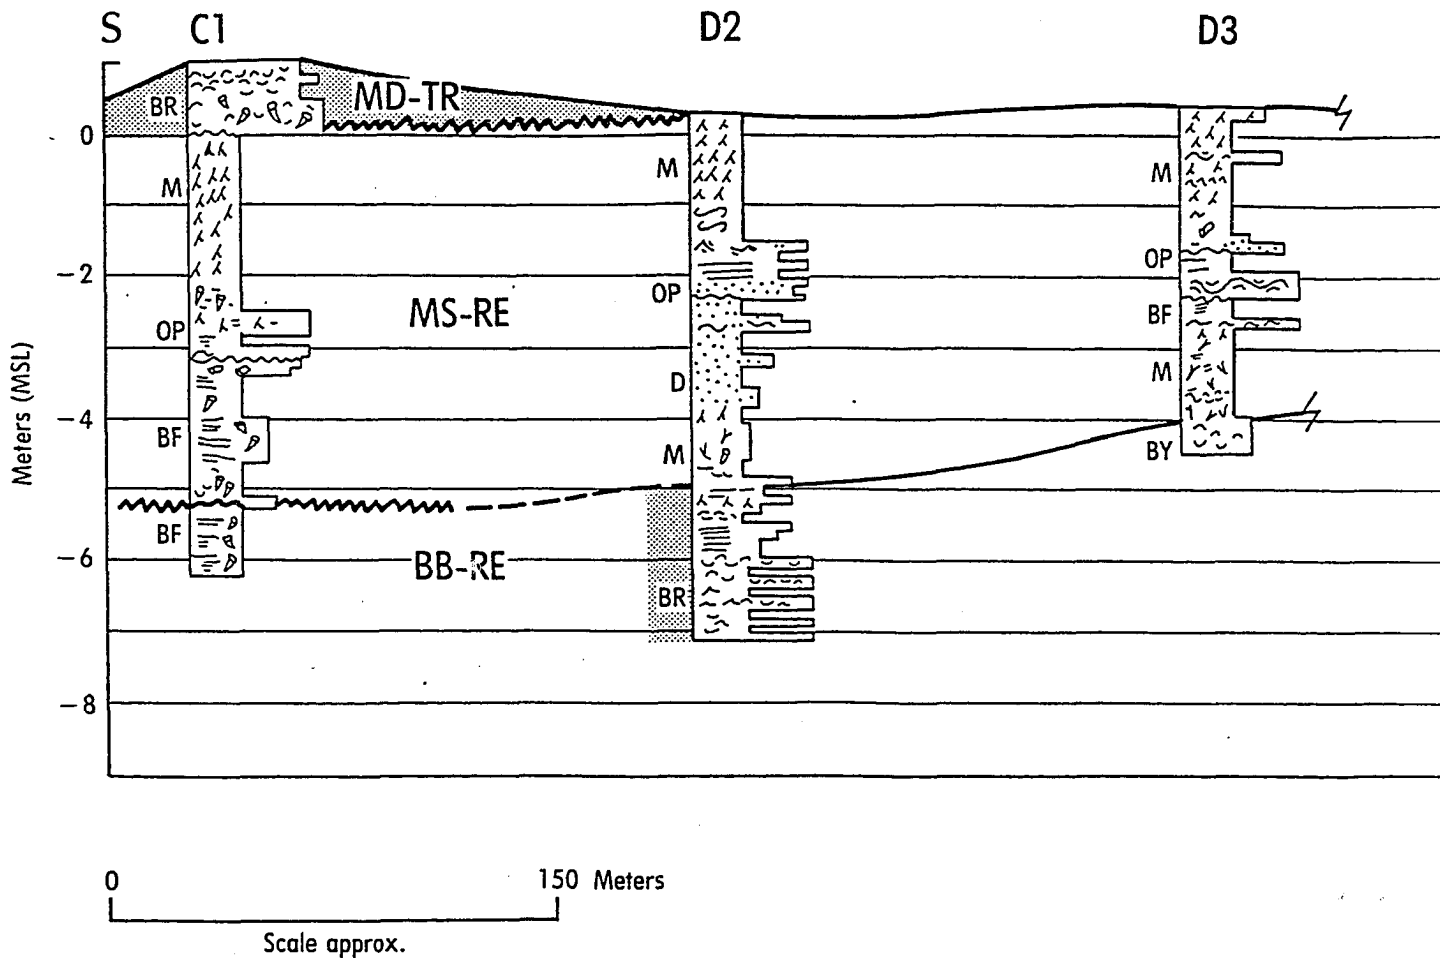 S C1 D2 D3
BR MD-TR
0
M M M
-2
OP MS-RE OP OP
BF
Meters (MSL)
D M
-4
BF M BY
BF
-6
BB-RE
BR
-8
0 150 Meters
Scale approx.